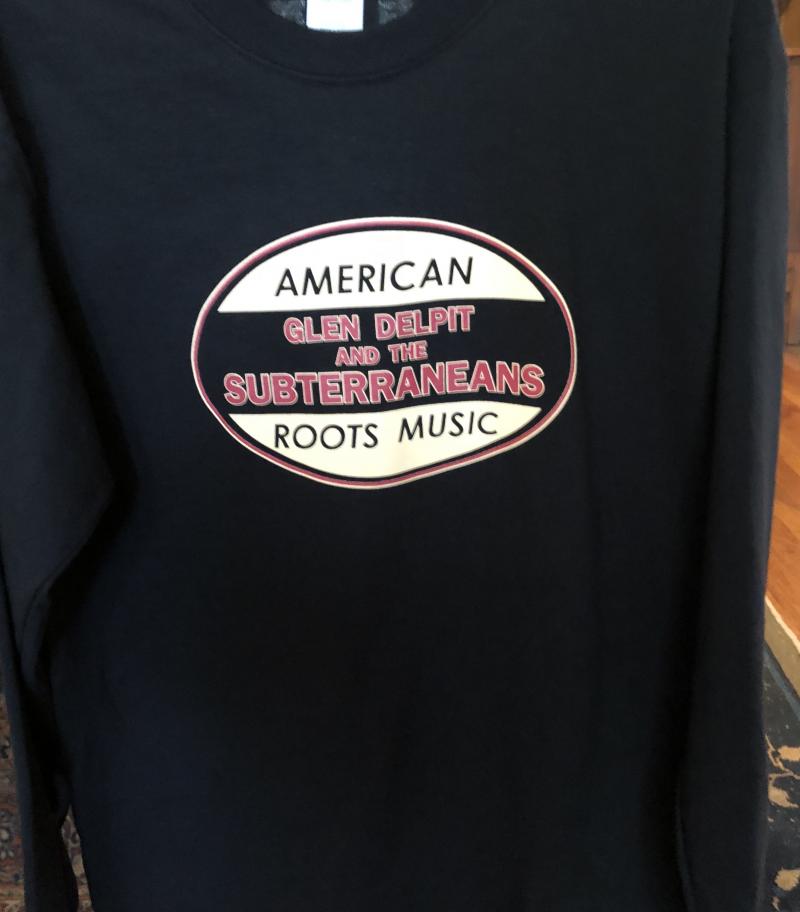 AMERICAN
GLEN DELPIT
AND THE
SUBTERRANEANS
ROOTS MUSIC